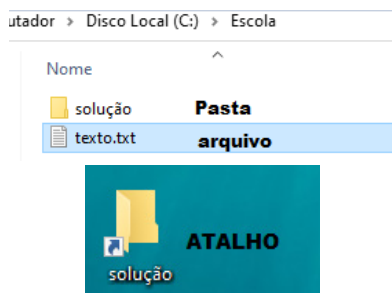 utador > Disco Local (C:) > Escola
Nome
solução Pasta
texto.txt arquivo
ATALHO
solução